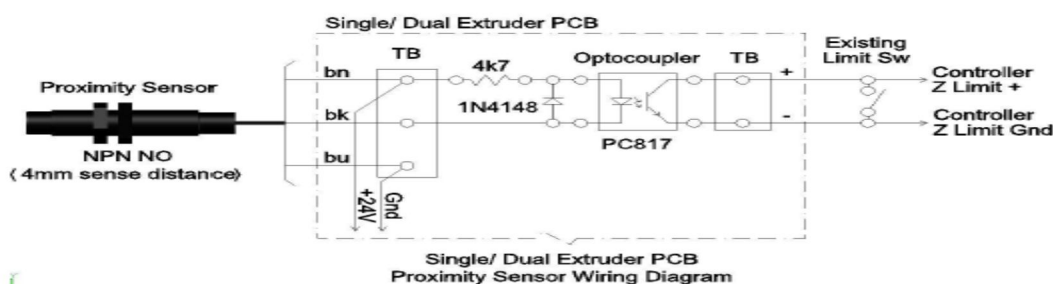 Single/ Dual Extruder PCB
TB
4k7
Optocoupler
TB
Existing
Limit Sw
bn
+
Controller
Z Limit +
Proximity Sensor
1N4148
bk
-
Controller
Z Limit Gnd
PC817
NPN NO
( 4mm sense distance)
bu
+24V
Gnd
Single/ Dual Extruder PCB
Proximity Sensor Wiring Diagram